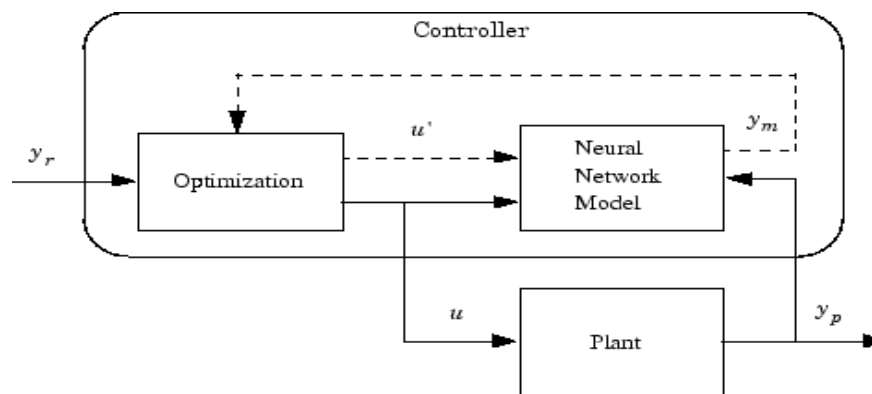 Controller
y_r
Optimization
u'
Neural
Network
Model
y_m
u
Plant
y_p